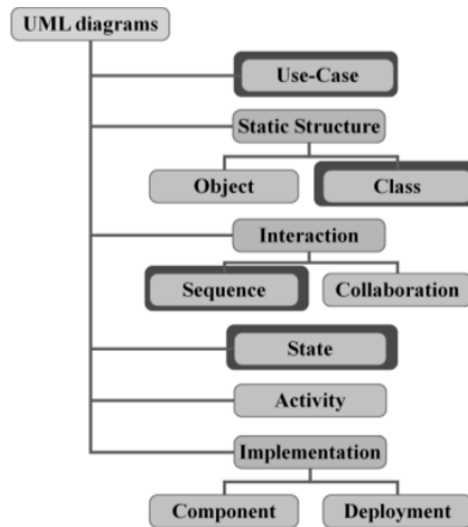 UML diagrams
Use-Case
Static Structure
Object
Class
Interaction
Sequence
Collaboration
State
Activity
Implementation
Component
Deployment